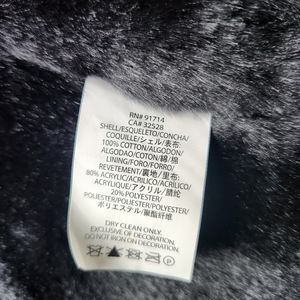 RN# 91714
CA# 32528
SHELL/ESQUELETO/CONCHA/
COQUILLE/シェル/表布:
100% COTTON/ALGODON/
ALGODAO/COTON/綿/棉
LINING/FORO/FORRO/
REVETEMENT/裏地/里布:
80% ACRYLIC/ACRILICO/ACRÍLICO/
ACRYLIQUE/アクリル/腈纶
20% POLYESTER/
POLIESTER/POLIÉSTER/POLYESTER/
ポリエステル/聚酯纤维
DRY CLEAN ONLY.
EXCLUSIVE OF DECORATION.
DO NOT IRON ON DECORATION.